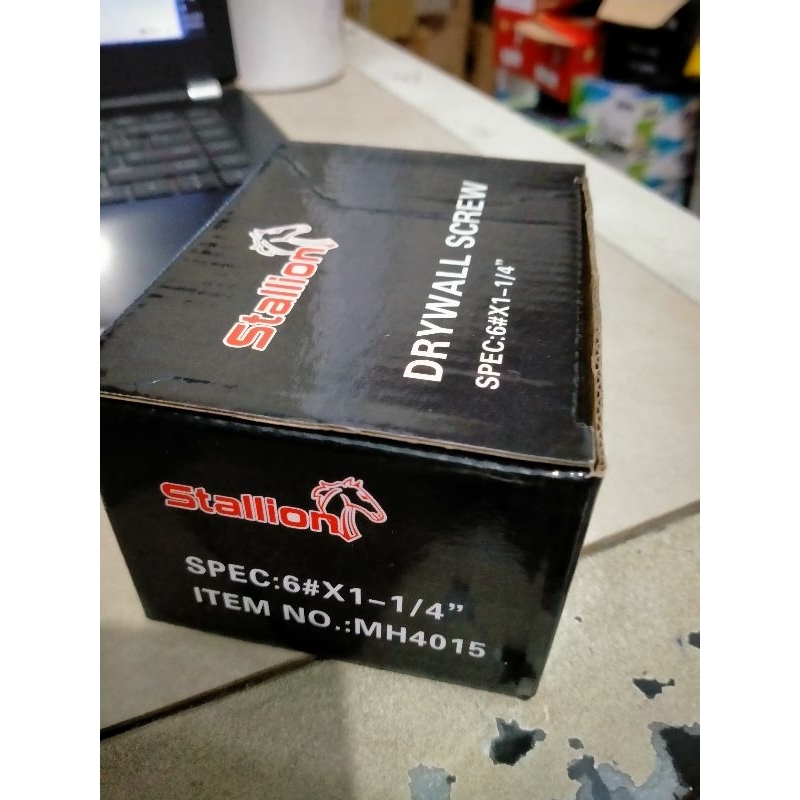 Stallion
DRYWALL SCREW
SPEC:6#X1-1/4"
Stallion
SPEC:6#X1-1/4"
ITEM NO.:MH4015